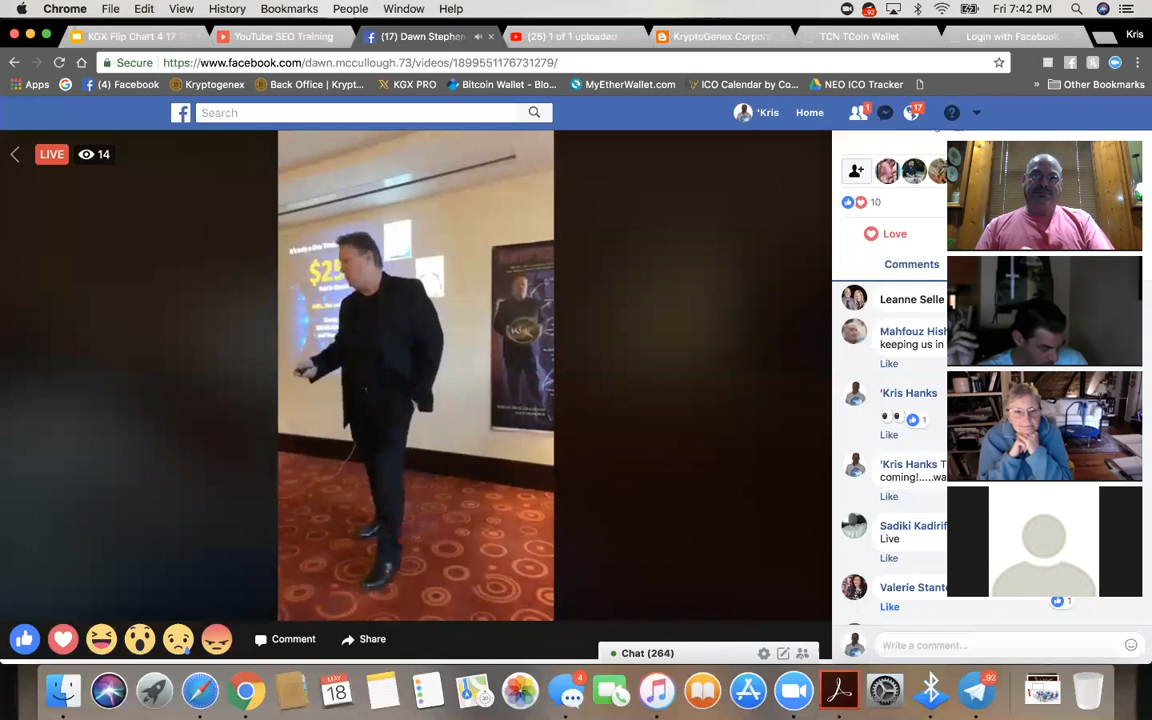 Chrome File Edit View History Bookmarks People Window Help Fri 7:42 PM
KGX Flip Chart 4 17 YouTube SEO Training (17) Dawn Stephen (25) 1 of 1 uploaded KryptoGenex Corpora TCN TCoin Wallet Login with Facebook Kris
Secure https://www.facebook.com/dawn.mccullough.73/videos/1899551176731279/
Apps (4) Facebook Kryptogenex Back Office | Krypt... KGX PRO Bitcoin Wallet - Blo... MyEtherWallet.com ICO Calendar by Co... NEO ICO Tracker » Other Bookmarks
Search 'Kris Home 1 17
LIVE 14
It's only a One Time
$25
10
Love
Comments
Leanne Selle
Mahfouz Hish
keeping us in
Like
'Kris Hanks
1
Like
'Kris Hanks T
coming!.....wa
Like
Sadiki Kadirif
Live
Like
Valerie Stant
Like
1
Comment Share
Chat (264)
Write a comment...
4
MAY
18
92